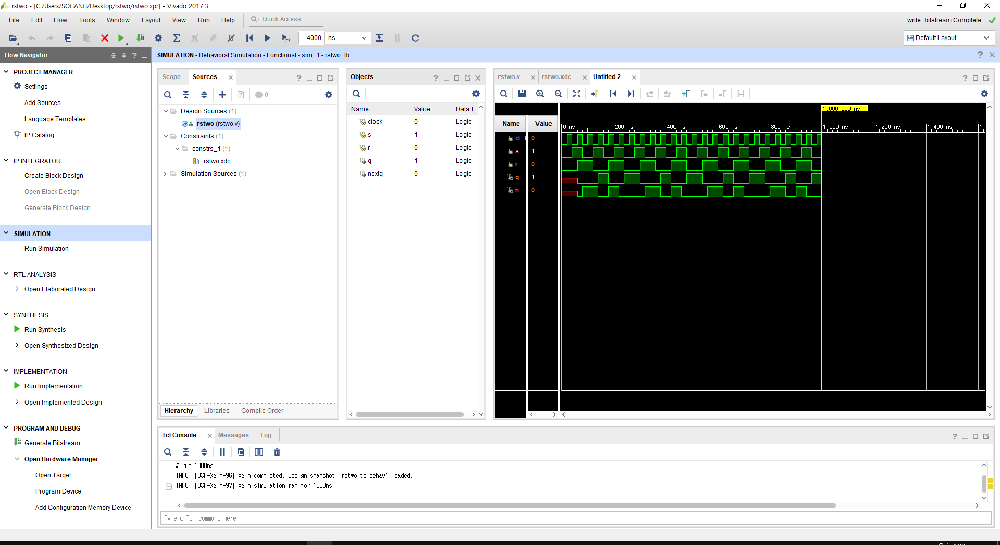 rstwo - [C:/Users/SOGANG/Desktop/rstwo/rstwo.xpr] - Vivado 2017.3
File Edit Flow Tools Window Layout View Run Help Quick Access
write_bitstream Complete
4000 ns
Default Layout
Flow Navigator
SIMULATION - Behavioral Simulation - Functional - sim_1 - rstwo_tb
PROJECT MANAGER
Settings
Add Sources
Language Templates
IP Catalog
IP INTEGRATOR
Create Block Design
Open Block Design
Generate Block Design
SIMULATION
Run Simulation
RTL ANALYSIS
Open Elaborated Design
SYNTHESIS
Run Synthesis
Open Synthesized Design
IMPLEMENTATION
Run Implementation
Open Implemented Design
PROGRAM AND DEBUG
Generate Bitstream
Open Hardware Manager
Open Target
Program Device
Add Configuration Memory Device
Scope Sources
0
Design Sources (1)
rstwo (rstwo.v)
Constraints (1)
constrs_1 (1)
rstwo.xdc
Simulation Sources (1)
Hierarchy Libraries Compile Order
Objects
Name Value Data T...
clock 0 Logic
s 1 Logic
r 0 Logic
q 1 Logic
nextq 0 Logic
rstwo.v rstwo.xdc Untitled 2
1,000,000 ns
Name Value
0 ns 200 ns 400 ns 600 ns 800 ns 1,000 ns 1,200 ns 1,400 ns 1,
cl... 0
s 1
r 0
q 1
n... 0
Tcl Console Messages Log
# run 1000ns
INFO: [USF-XSim-96] XSim completed. Design snapshot 'rstwo_tb_behav' loaded.
INFO: [USF-XSim-97] XSim simulation ran for 1000ns
Type a Tcl command here